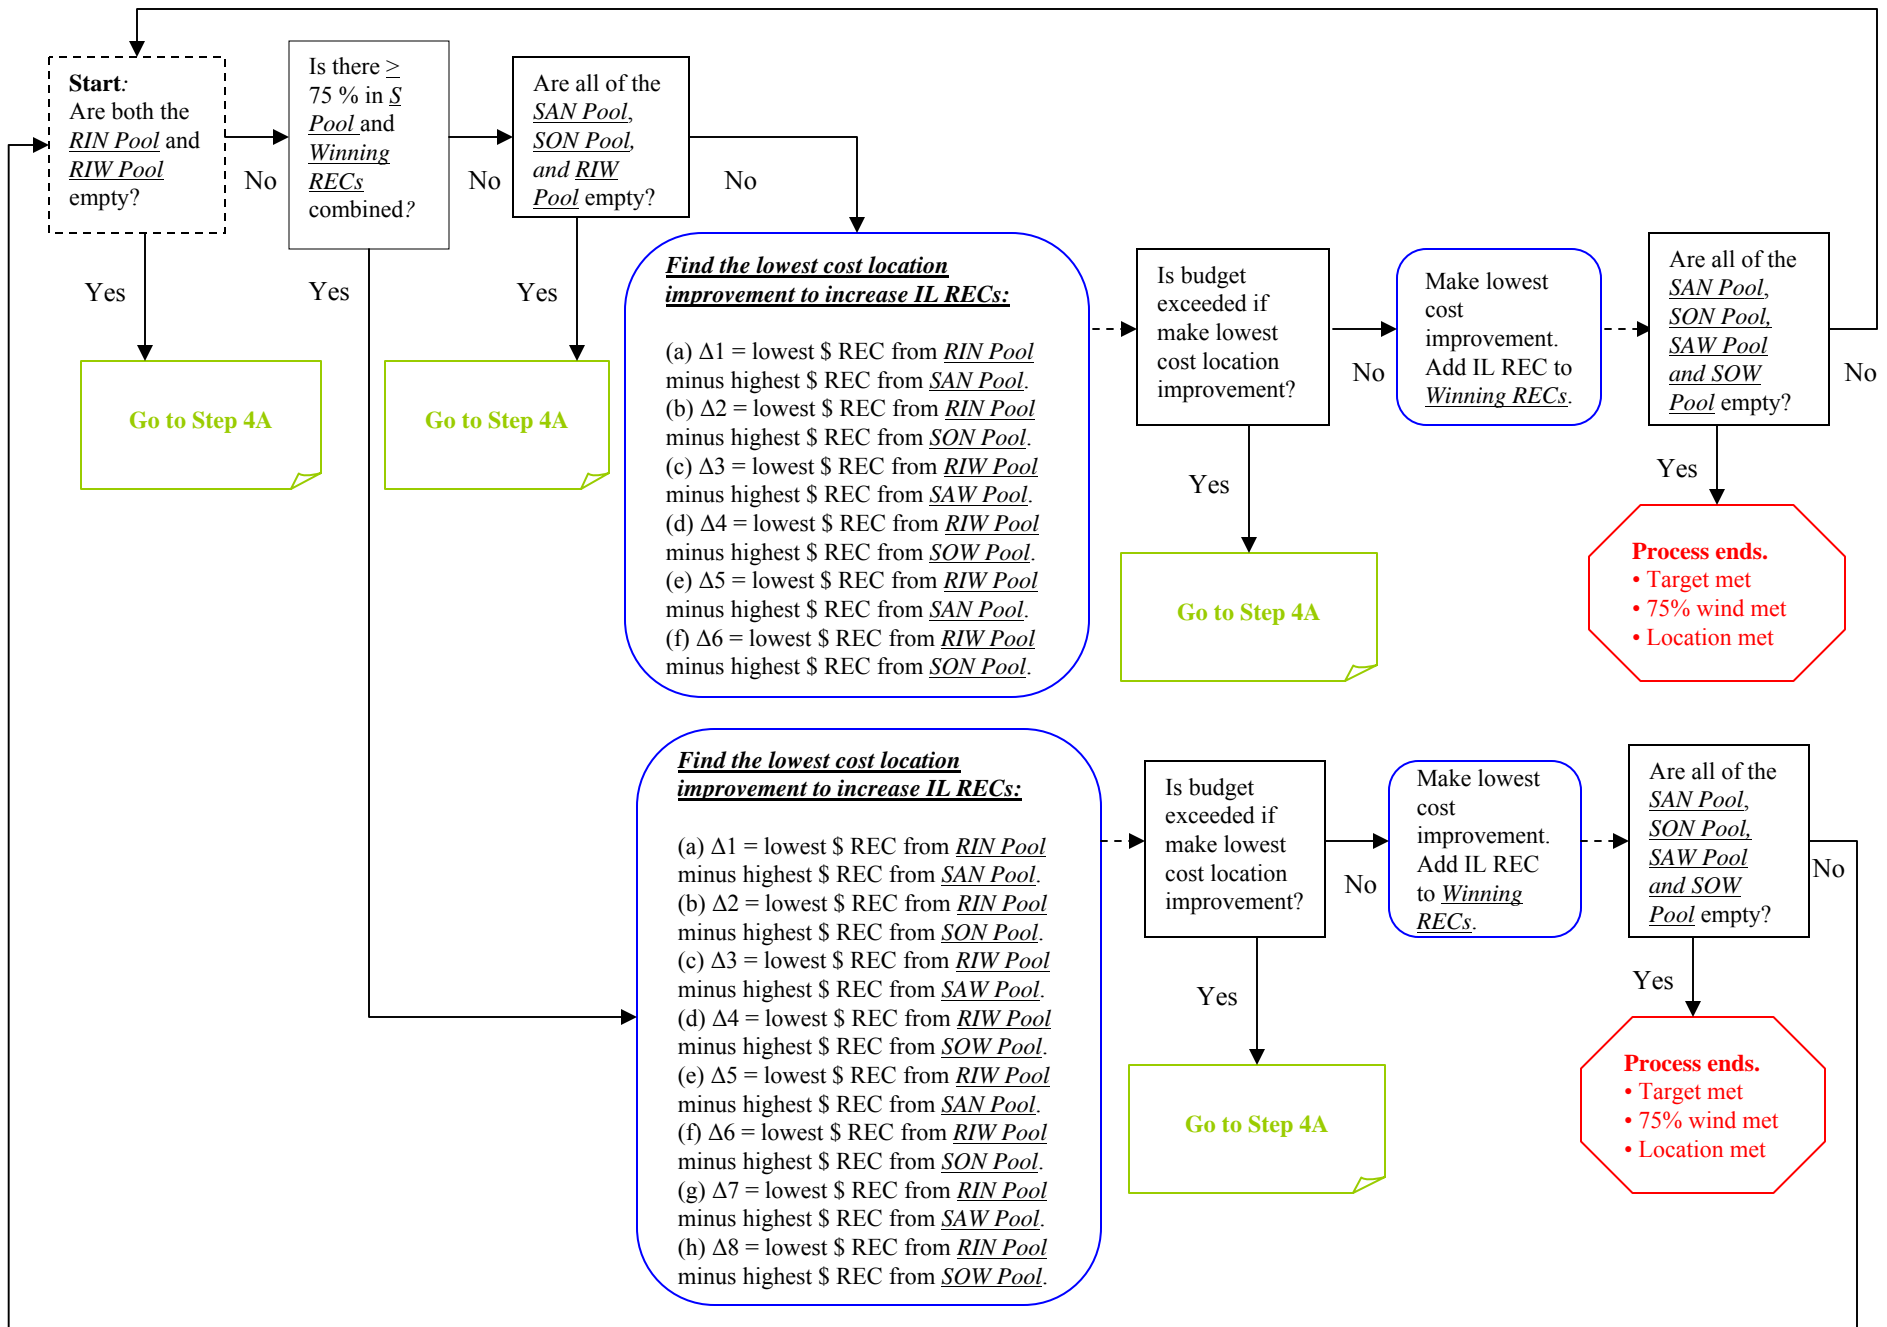 Start:
Are both the
RIN Pool and
RIW Pool
empty?
No
Yes
Go to Step 4A
Is there >
75 % in S
Pool and
Winning
RECs
combined?
No
Yes
Are all of the
SAN Pool,
SON Pool,
and RIW
Pool empty?
No
Yes
Go to Step 4A
Find the lowest cost location
improvement to increase IL RECs:
(a) Δ1 = lowest $ REC from RIN Pool
minus highest $ REC from SAN Pool.
(b) Δ2 = lowest $ REC from RIN Pool
minus highest $ REC from SON Pool.
(c) Δ3 = lowest $ REC from RIW Pool
minus highest $ REC from SAW Pool.
(d) Δ4 = lowest $ REC from RIW Pool
minus highest $ REC from SOW Pool.
(e) Δ5 = lowest $ REC from RIW Pool
minus highest $ REC from SAN Pool.
(f) Δ6 = lowest $ REC from RIW Pool
minus highest $ REC from SON Pool.
Is budget
exceeded if
make lowest
cost location
improvement?
No
Yes
Go to Step 4A
Make lowest
cost
improvement.
Add IL REC to
Winning RECs.
Are all of the
SAN Pool,
SON Pool,
SAW Pool
and SOW
Pool empty?
No
Yes
Process ends.
• Target met
• 75% wind met
• Location met
Find the lowest cost location
improvement to increase IL RECs:
(a) Δ1 = lowest $ REC from RIN Pool
minus highest $ REC from SAN Pool.
(b) Δ2 = lowest $ REC from RIN Pool
minus highest $ REC from SON Pool.
(c) Δ3 = lowest $ REC from RIW Pool
minus highest $ REC from SAW Pool.
(d) Δ4 = lowest $ REC from RIW Pool
minus highest $ REC from SOW Pool.
(e) Δ5 = lowest $ REC from RIW Pool
minus highest $ REC from SAN Pool.
(f) Δ6 = lowest $ REC from RIW Pool
minus highest $ REC from SON Pool.
(g) Δ7 = lowest $ REC from RIN Pool
minus highest $ REC from SAW Pool.
(h) Δ8 = lowest $ REC from RIN Pool
minus highest $ REC from SOW Pool.
Is budget
exceeded if
make lowest
cost location
improvement?
No
Yes
Go to Step 4A
Make lowest
cost
improvement.
Add IL REC
to Winning
RECs.
Are all of the
SAN Pool,
SON Pool,
SAW Pool
and SOW
Pool empty?
No
Yes
Process ends.
• Target met
• 75% wind met
• Location met